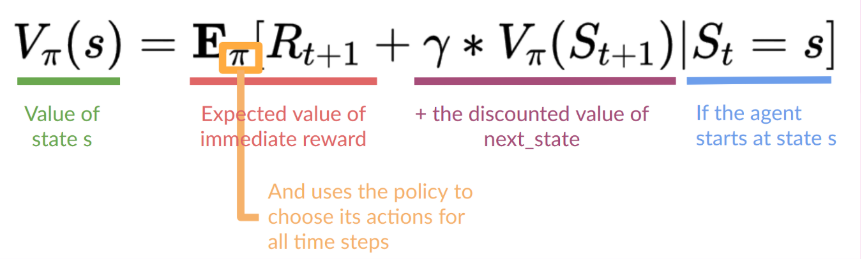 V_π(s) = E_π[R_{t+1} + γ * V_π(S_{t+1})|S_t = s]
Value of
state s
Expected value of
immediate reward
+ the discounted value of
next_state
If the agent
starts at state s
And uses the policy to
choose its actions for
all time steps